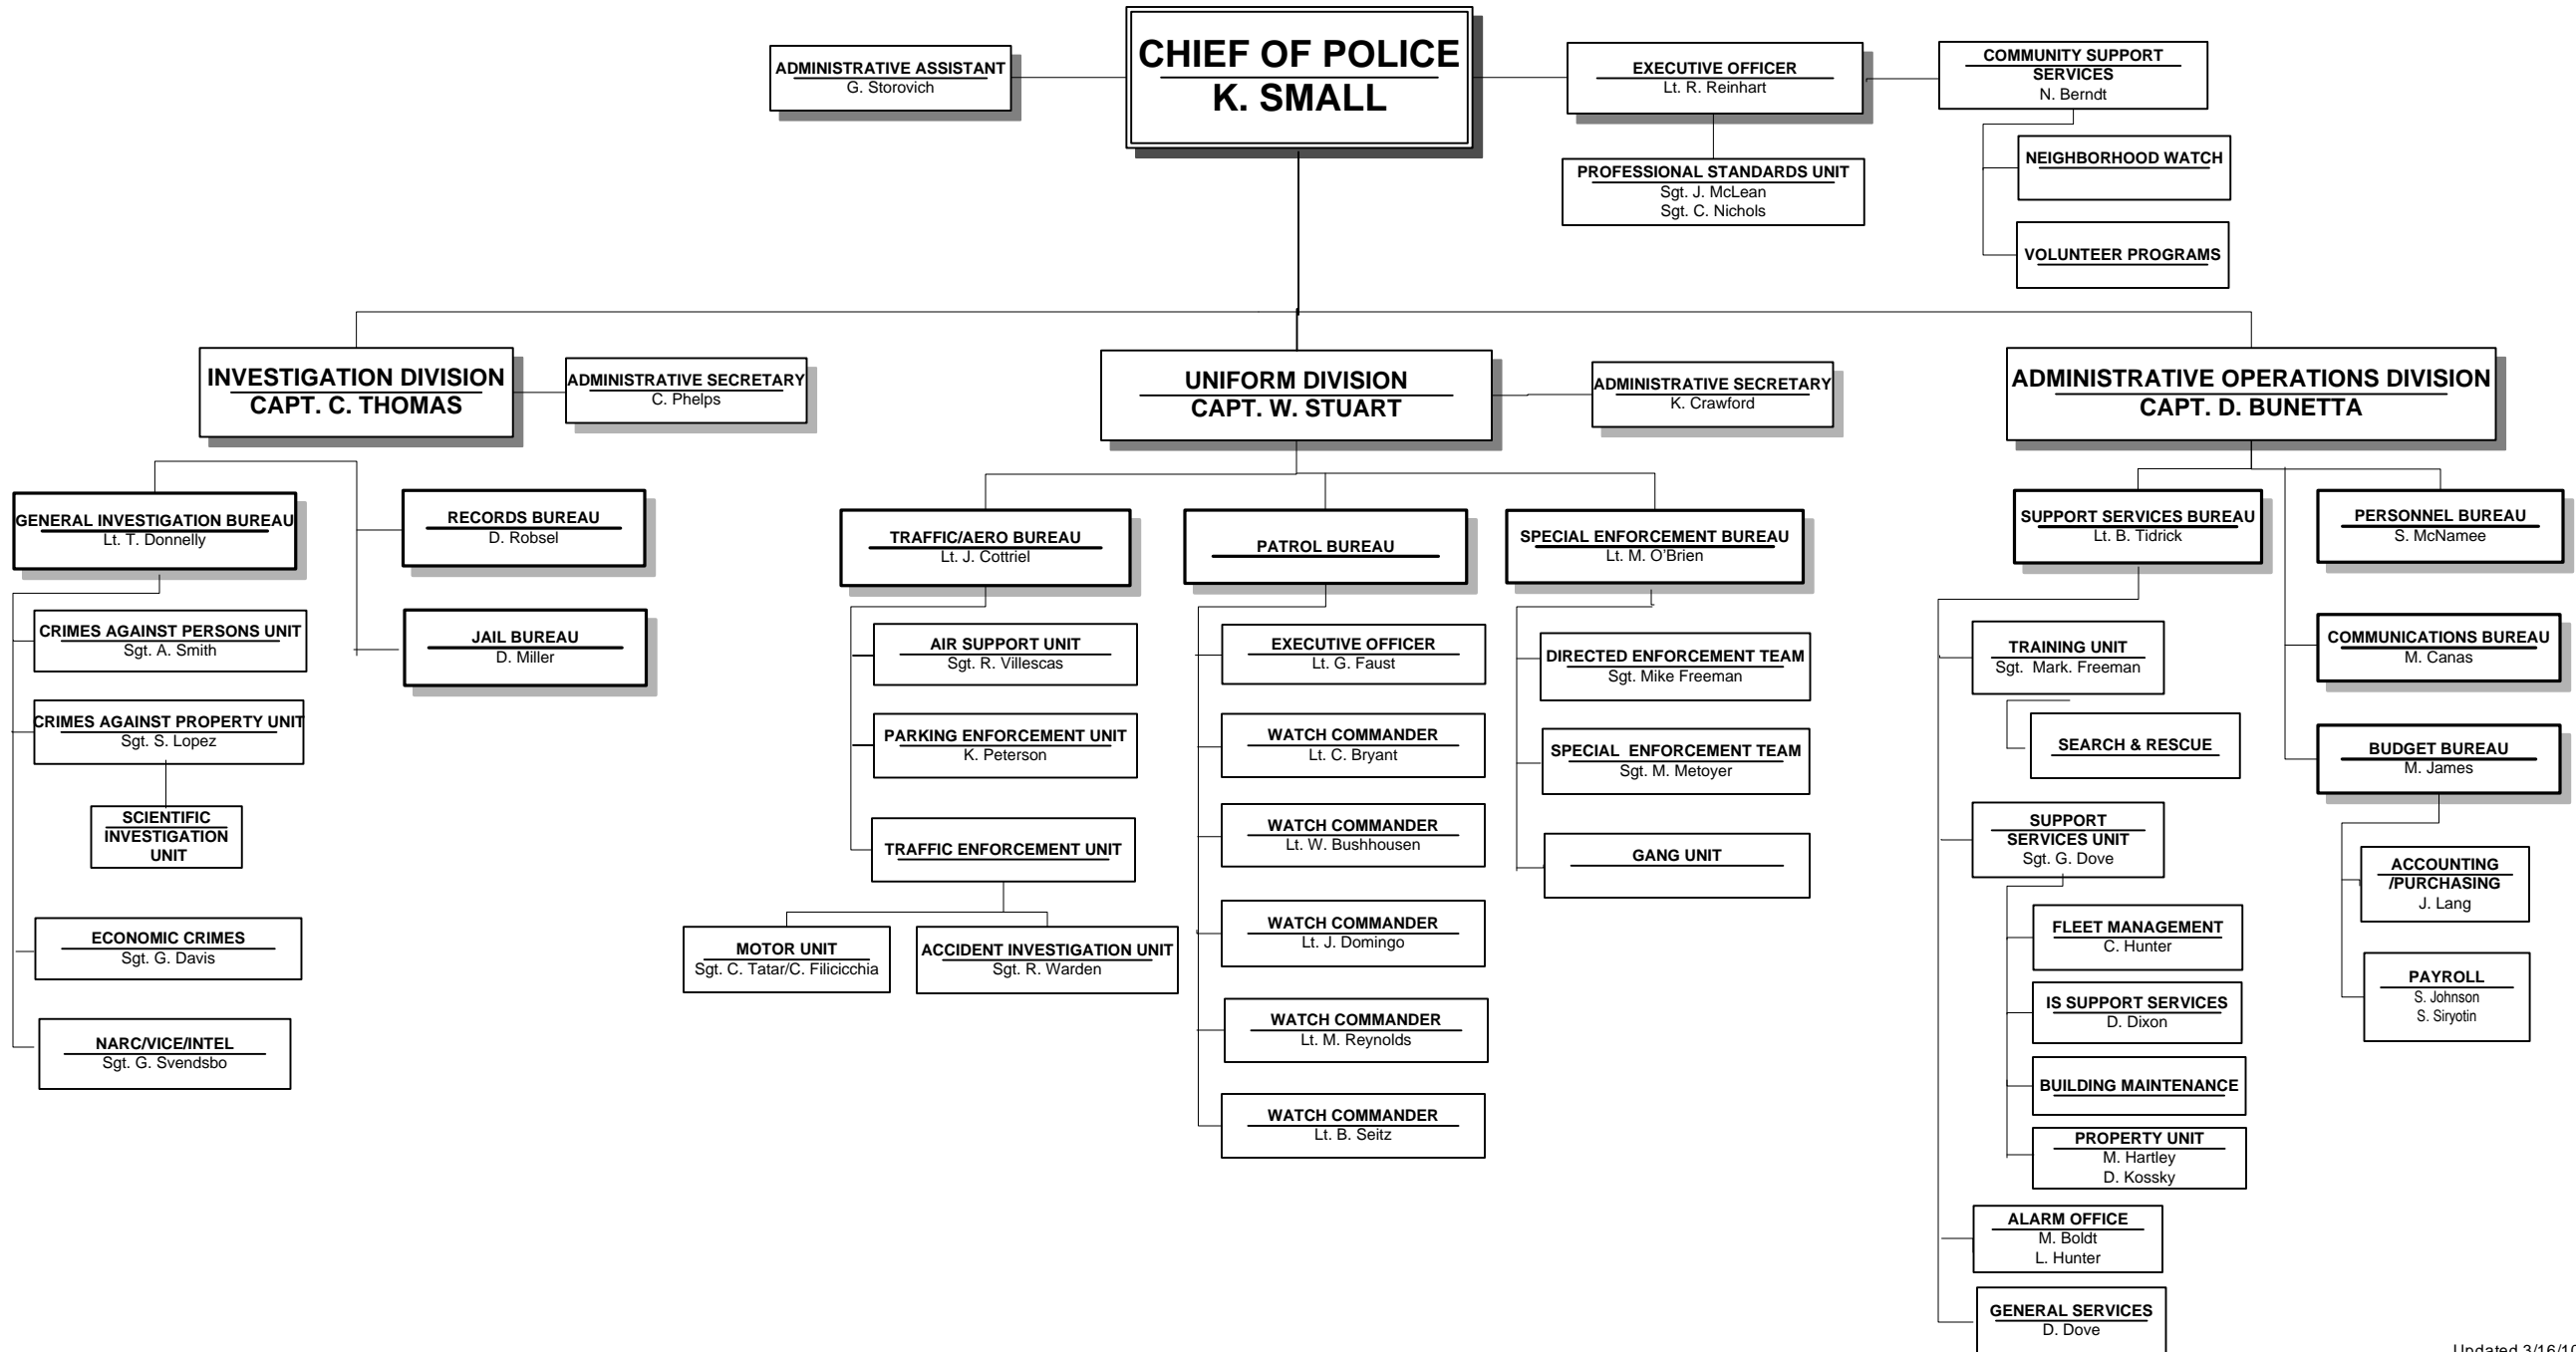 CHIEF OF POLICE
K. SMALL
ADMINISTRATIVE ASSISTANT
G. Storovich
EXECUTIVE OFFICER
Lt. R. Reinhart
COMMUNITY SUPPORT
SERVICES
N. Berndt
PROFESSIONAL STANDARDS UNIT
Sgt. J. McLean
Sgt. C. Nichols
NEIGHBORHOOD WATCH
VOLUNTEER PROGRAMS
INVESTIGATION DIVISION
CAPT. C. THOMAS
ADMINISTRATIVE SECRETARY
C. Phelps
UNIFORM DIVISION
CAPT. W. STUART
ADMINISTRATIVE SECRETARY
K. Crawford
ADMINISTRATIVE OPERATIONS DIVISION
CAPT. D. BUNETTA
GENERAL INVESTIGATION BUREAU
Lt. T. Donnelly
RECORDS BUREAU
D. Robsel
JAIL BUREAU
D. Miller
CRIMES AGAINST PERSONS UNIT
Sgt. A. Smith
CRIMES AGAINST PROPERTY UNIT
Sgt. S. Lopez
SCIENTIFIC
INVESTIGATION
UNIT
ECONOMIC CRIMES
Sgt. G. Davis
NARC/VICE/INTEL
Sgt. G. Svendsbo
TRAFFIC/AERO BUREAU
Lt. J. Cottriel
AIR SUPPORT UNIT
Sgt. R. Villescas
PARKING ENFORCEMENT UNIT
K. Peterson
TRAFFIC ENFORCEMENT UNIT
MOTOR UNIT
Sgt. C. Tatar/C. Filicicchia
ACCIDENT INVESTIGATION UNIT
Sgt. R. Warden
PATROL BUREAU
EXECUTIVE OFFICER
Lt. G. Faust
WATCH COMMANDER
Lt. C. Bryant
WATCH COMMANDER
Lt. W. Bushhousen
WATCH COMMANDER
Lt. J. Domingo
WATCH COMMANDER
Lt. M. Reynolds
WATCH COMMANDER
Lt. B. Seitz
SPECIAL ENFORCEMENT BUREAU
Lt. M. O’Brien
DIRECTED ENFORCEMENT TEAM
Sgt. Mike Freeman
SPECIAL ENFORCEMENT TEAM
Sgt. M. Metoyer
GANG UNIT
SUPPORT SERVICES BUREAU
Lt. B. Tidrick
TRAINING UNIT
Sgt. Mark. Freeman
SEARCH & RESCUE
SUPPORT
SERVICES UNIT
Sgt. G. Dove
FLEET MANAGEMENT
C. Hunter
IS SUPPORT SERVICES
D. Dixon
BUILDING MAINTENANCE
PROPERTY UNIT
M. Hartley
D. Kossky
ALARM OFFICE
M. Boldt
L. Hunter
GENERAL SERVICES
D. Dove
PERSONNEL BUREAU
S. McNamee
COMMUNICATIONS BUREAU
M. Canas
BUDGET BUREAU
M. James
ACCOUNTING
/PURCHASING
J. Lang
PAYROLL
S. Johnson
S. Siryotin
Updated 3/16/10